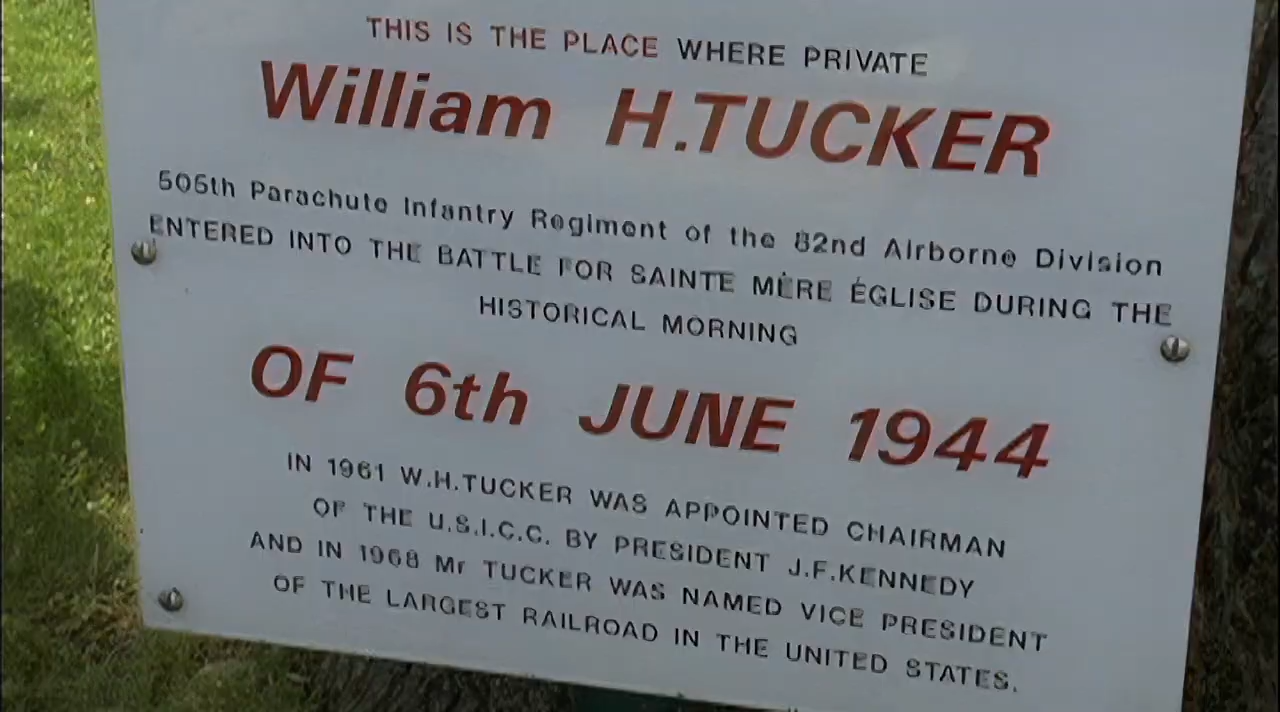 THIS IS THE PLACE WHERE PRIVATE
William H.TUCKER
505th Parachute Infantry Regiment of the 82nd Airborne Division
ENTERED INTO THE BATTLE FOR SAINTE MÈRE ÉGLISE DURING THE
HISTORICAL MORNING
OF 6th JUNE 1944
IN 1961 W.H.TUCKER WAS APPOINTED CHAIRMAN
OF THE U.S.I.C.C. BY PRESIDENT J.F.KENNEDY
AND IN 1968 Mr TUCKER WAS NAMED VICE PRESIDENT
OF THE LARGEST RAILROAD IN THE UNITED STATES.